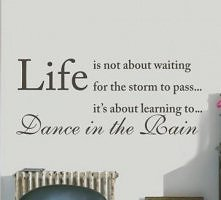 Life is not about waiting
for the storm to pass...
it's about learning to...
Dance in the Rain